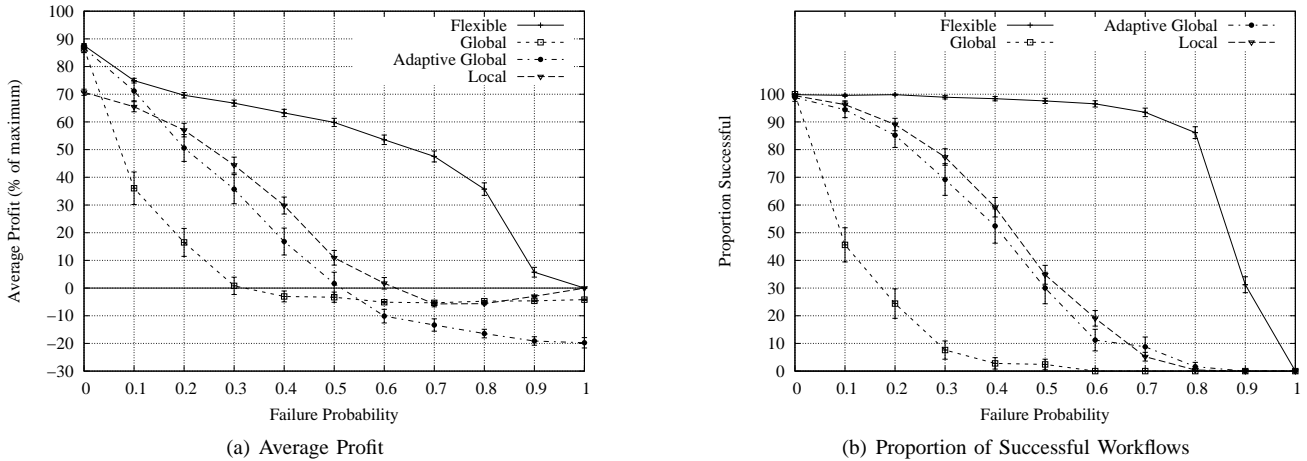 Average Profit (% of maximum)
100
90
80
70
60
50
40
30
20
10
0
−10
−20
−30
0 0.1 0.2 0.3 0.4 0.5 0.6 0.7 0.8 0.9 1
Failure Probability
Flexible
Global
Adaptive Global
Local
(a) Average Profit
Proportion Successful
100
90
80
70
60
50
40
30
20
10
0
0 0.1 0.2 0.3 0.4 0.5 0.6 0.7 0.8 0.9 1
Failure Probability
Flexible
Global
Adaptive Global
Local
(b) Proportion of Successful Workflows